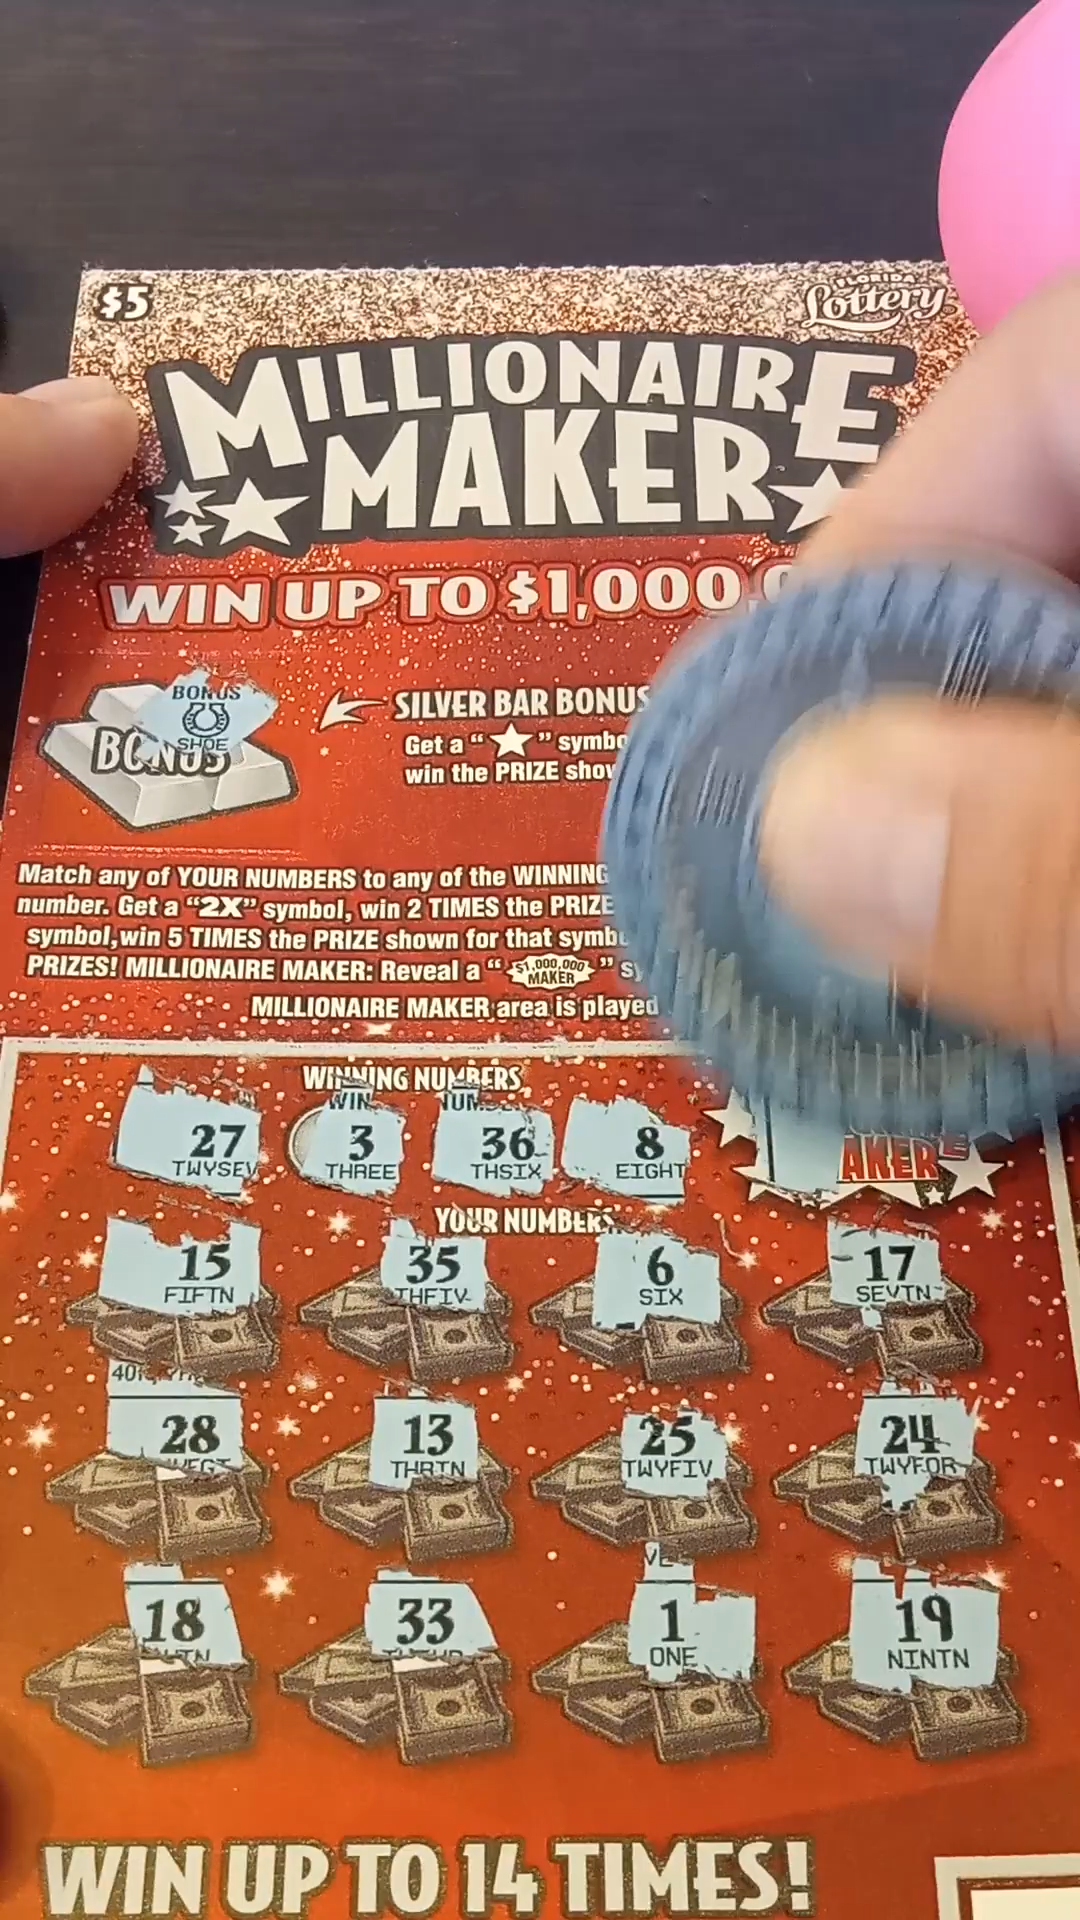 $5
FLORIDA
Lottery
MILLIONAIRE
MAKER
WIN UP TO $1,000,
BONUS
SHOE
BONUS
SILVER BAR BONUS
Get a "★" symbo
win the PRIZE show
Match any of YOUR NUMBERS to any of the WINNING
number. Get a "2X" symbol, win 2 TIMES the PRIZE
symbol, win 5 TIMES the PRIZE shown for that symbo
PRIZES! MILLIONAIRE MAKER: Reveal a "$1,000,000 MAKER" sy
MILLIONAIRE MAKER area is played
WINNING NUMBERS
WIN NUM
27 3 36 8
TWYSEV THREE THSIX EIGHT
AKER
YOUR NUMBERS
15 35 6 17
FIFTN THFIV SIX SEVTN
28 13 25 24
THRTN TWYFIV TWYFOR
18 33 1 19
ONE NINTN
WIN UP TO 14 TIMES!